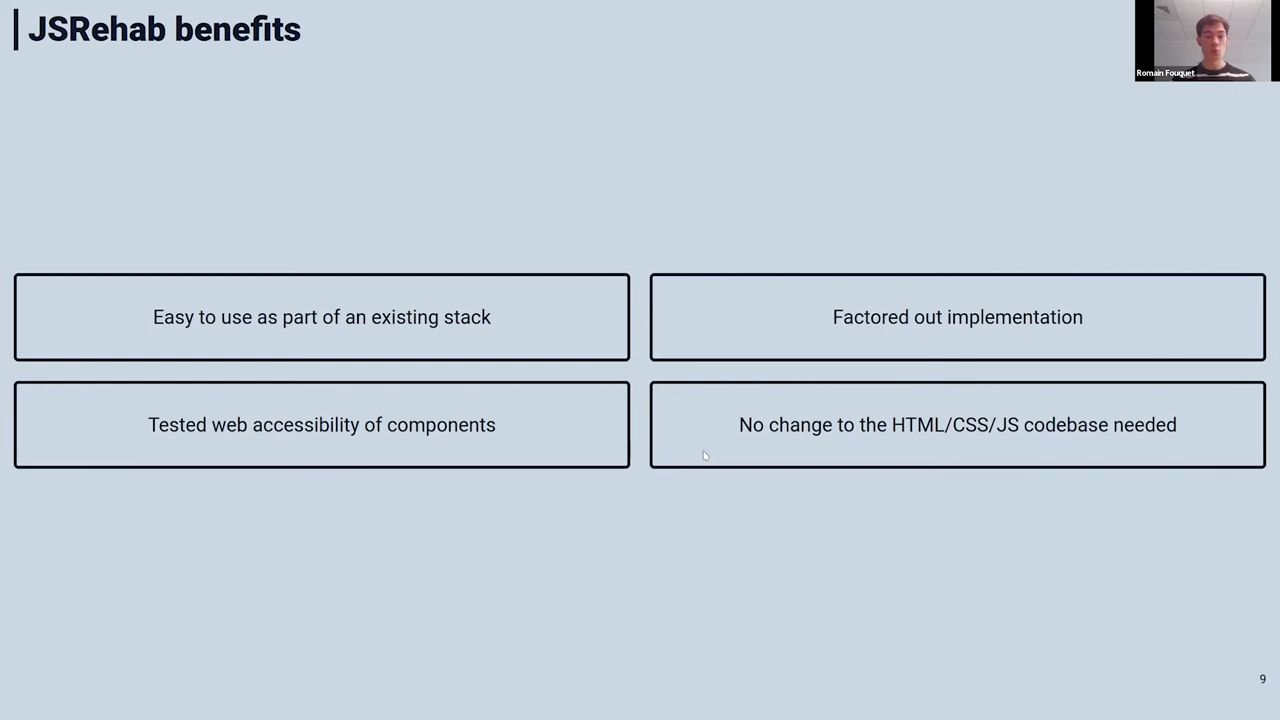 JSRehab benefits
Romain Fouquet
Easy to use as part of an existing stack
Factored out implementation
Tested web accessibility of components
No change to the HTML/CSS/JS codebase needed
9